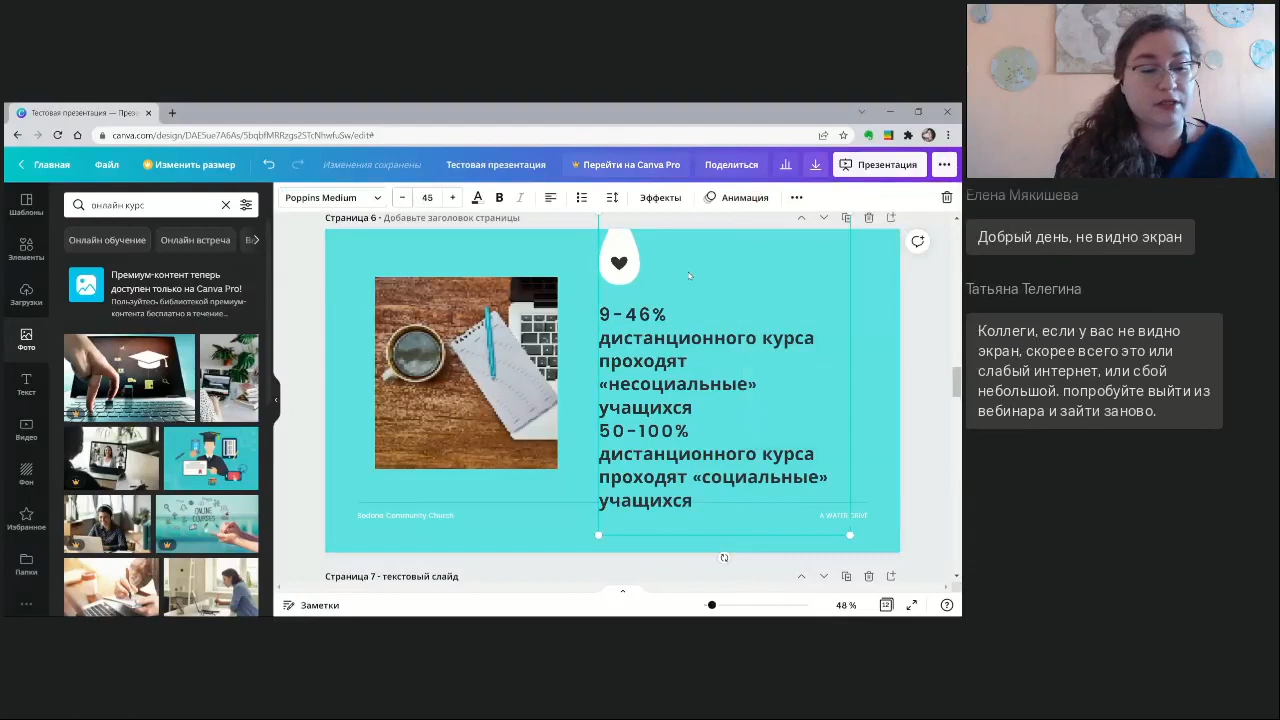 Тестовая презентация — През
canva.com/design/DAE5ue7A6As/5bqbfMRRzgs2STcNhwfuSw/edit#
Главная
Файл
Изменить размер
Изменения сохранены
Тестовая презентация
Перейти на Canva Pro
Поделиться
Презентация
Шаблоны
Элементы
Загрузки
Фото
Текст
Видео
Фон
Избранное
Папки
онлайн курс
Онлайн обучение
Онлайн встреча
Премиум-контент теперь
доступен только на Canva Pro!
Пользуйтесь библиотекой премиум-
контента бесплатно в течение...
ONLINE
COURSES
Poppins Medium
45
Эффекты
Анимация
Страница 6 - Добавьте заголовок страницы
9-46%
дистанционного курса
проходят
«несоциальные»
учащихся
50-100%
дистанционного курса
проходят «социальные»
учащихся
Sedona Community Church
A WATER DRIVE
Страница 7 - текстовый слайд
Заметки
48 %
12
Елена Мякишева
Добрый день, не видно экран
Татьяна Телегина
Коллеги, если у вас не видно
экран, скорее всего это или
слабый интернет, или сбой
небольшой. попробуйте выйти из
вебинара и зайти заново.